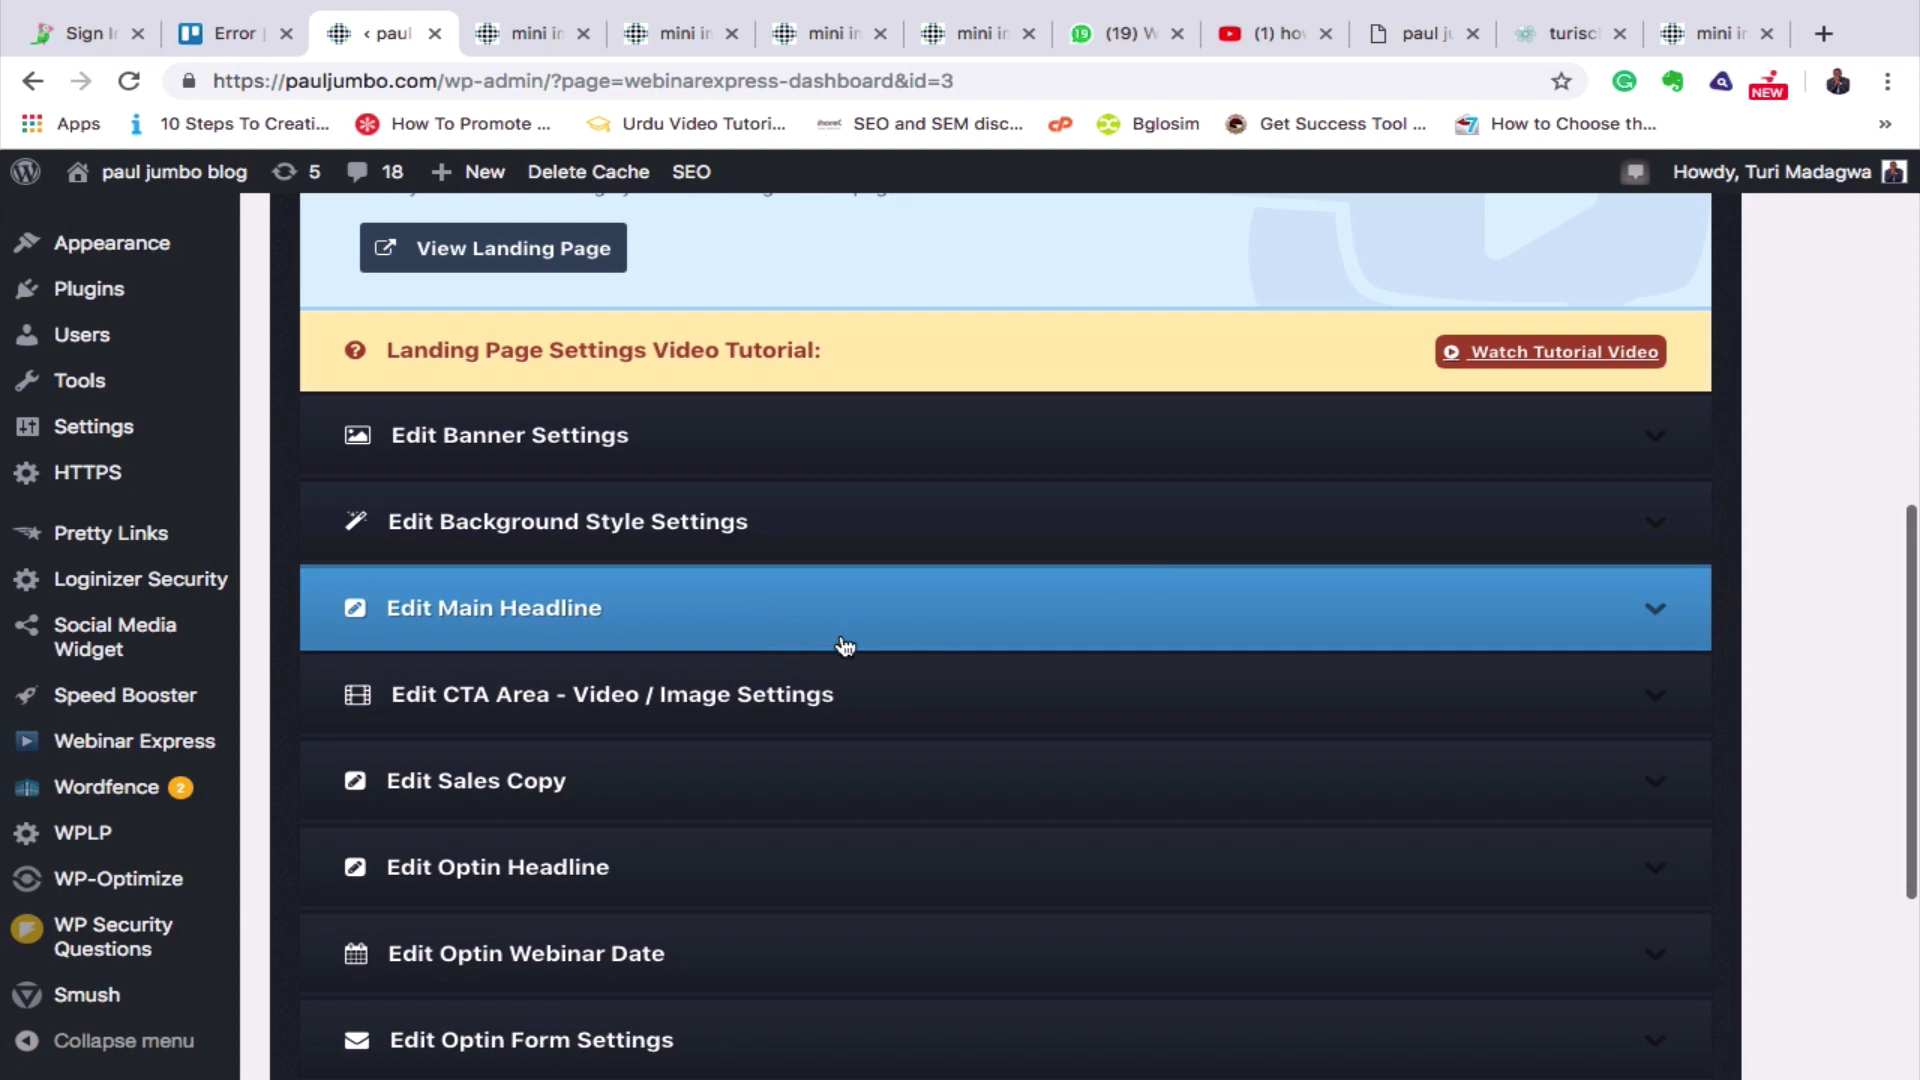 Sign I
Error
‹ paul
mini in
mini in
mini in
mini in
19
(19) W
(1) ho
paul ju
turisc
mini in
https://pauljumbo.com/wp-admin/?page=webinarexpress-dashboard&id=3
NEW
Apps
10 Steps To Creati...
How To Promote ...
Urdu Video Tutori...
SEO and SEM disc...
Bglosim
Get Success Tool ...
How to Choose th...
»
paul jumbo blog
5
18
New
Delete Cache
SEO
Howdy, Turi Madagwa
Appearance
Plugins
Users
Tools
Settings
HTTPS
Pretty Links
Loginizer Security
Social Media
Widget
Speed Booster
Webinar Express
Wordfence 2
WPLP
WP-Optimize
WP Security
Questions
Smush
Collapse menu
View Landing Page
Landing Page Settings Video Tutorial:
Watch Tutorial Video
Edit Banner Settings
Edit Background Style Settings
Edit Main Headline
Edit CTA Area - Video / Image Settings
Edit Sales Copy
Edit Optin Headline
Edit Optin Webinar Date
Edit Optin Form Settings